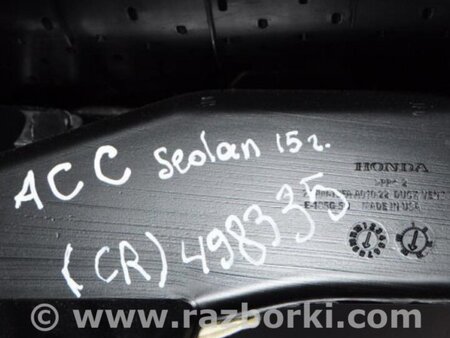 ACC Sedan 15г.
(CR) 498335
HONDA
MADE IN USA
© www.razborki.com